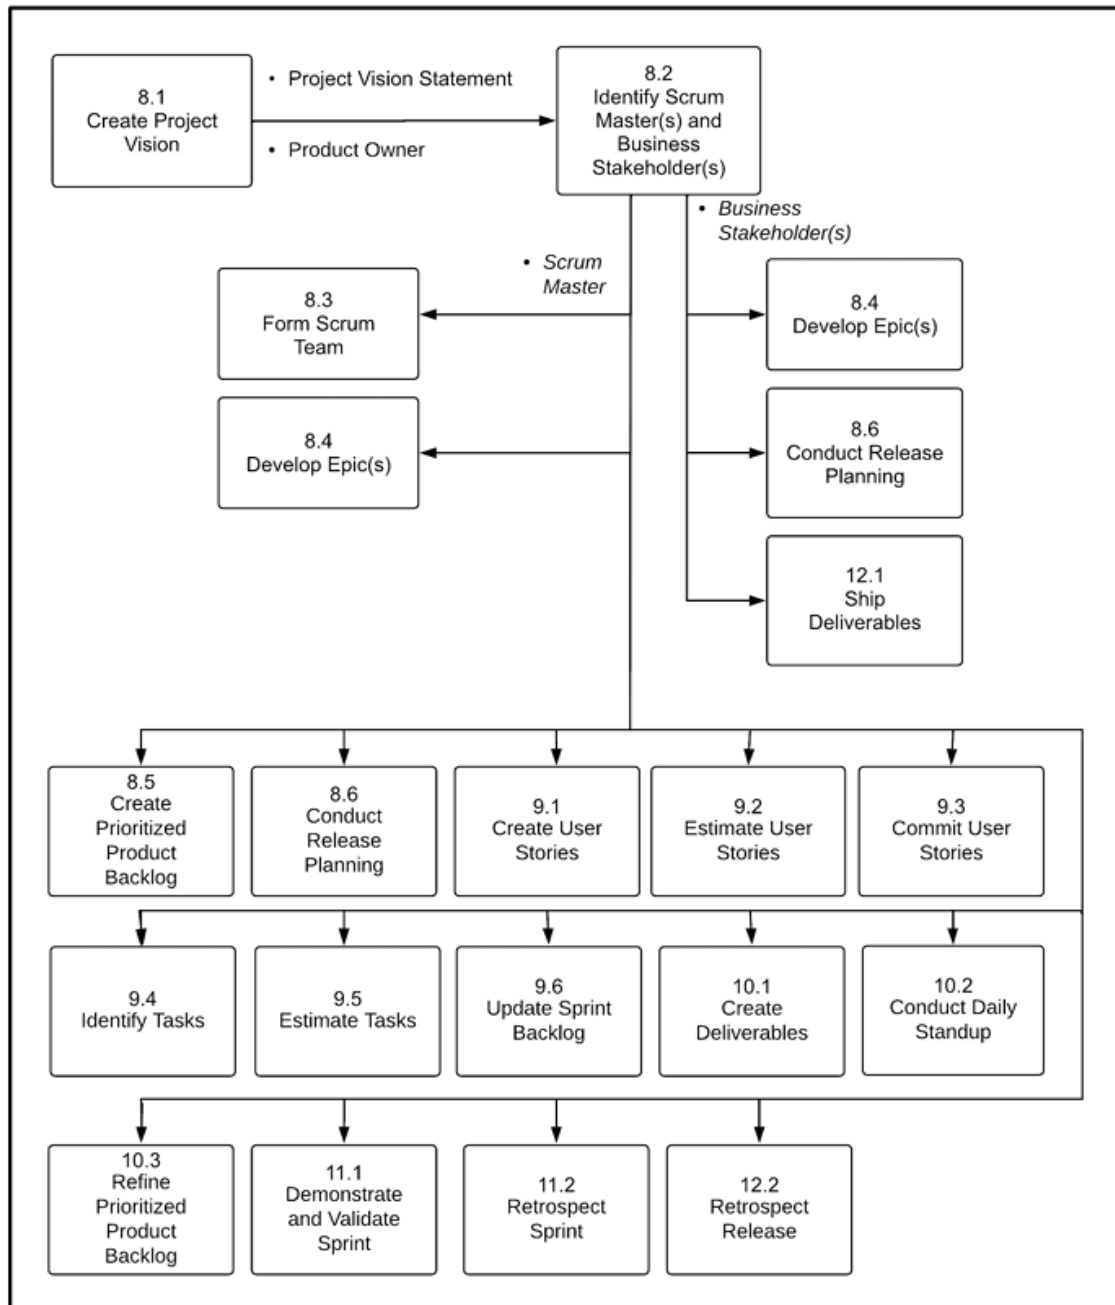 8.1
Create Project
Vision
• Project Vision Statement
• Product Owner
8.2
Identify Scrum
Master(s) and
Business
Stakeholder(s)
• Business
Stakeholder(s)
• Scrum
Master
8.3
Form Scrum
Team
8.4
Develop Epic(s)
8.4
Develop Epic(s)
8.6
Conduct Release
Planning
12.1
Ship
Deliverables
8.5
Create
Prioritized
Product
Backlog
8.6
Conduct
Release
Planning
9.1
Create User
Stories
9.2
Estimate User
Stories
9.3
Commit User
Stories
9.4
Identify Tasks
9.5
Estimate Tasks
9.6
Update Sprint
Backlog
10.1
Create
Deliverables
10.2
Conduct Daily
Standup
10.3
Refine
Prioritized
Product
Backlog
11.1
Demonstrate
and Validate
Sprint
11.2
Retrospect
Sprint
12.2
Retrospect
Release